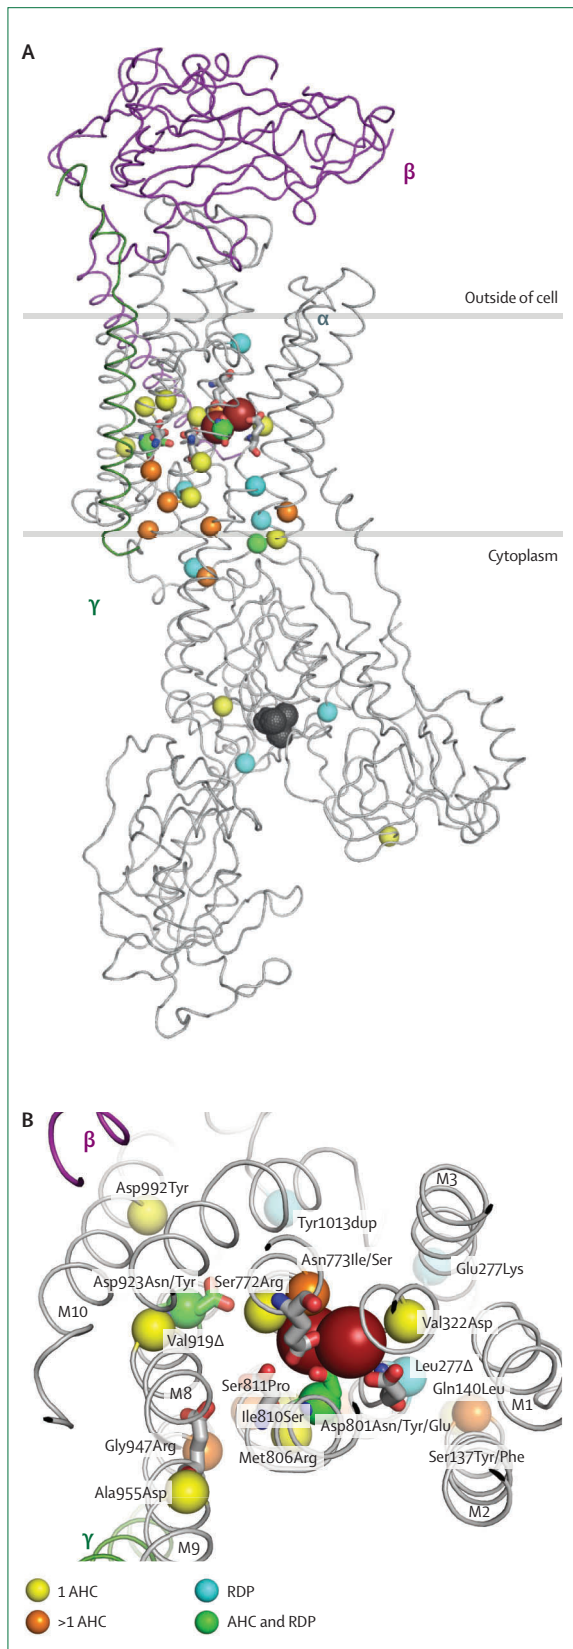 A
β
Outside of cell
α
Cytoplasm
γ
B
β
M3
Asp992Tyr
Tyr1013dup
Asn773Ile/Ser
Glu277Lys
Asp923Asn/Tyr
Ser772Arg
M10
Val322Asp
Val919Δ
Leu277Δ
M8
Ser811Pro
Gln140Leu
M1
Ile810Ser
Asp801Asn/Tyr/Glu
Gly947Arg
Met806Arg
Ser137Tyr/Phe
Ala955Asp
M2
γ
M9
1 AHC
RDP
>1 AHC
AHC and RDP